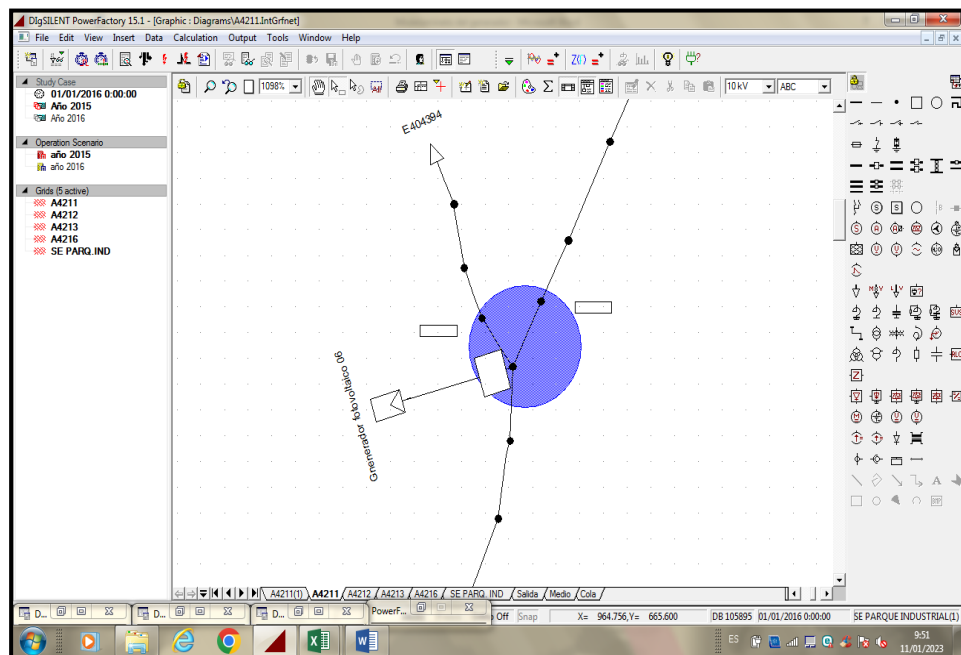 DIgSILENT PowerFactory 15.1 - [Graphic : Diagrams\A4211.IntGrfnet]
File Edit View Insert Data Calculation Output Tools Window Help
1098%
10 kV
ABC
Study Case
01/01/2016 0:00:00
Año 2015
Año 2016
Operation Scenario
año 2015
año 2016
Grids (5 active)
A4211
A4212
A4213
A4216
SE PARQ.IND
E404394
Gnenerador fotovoltaico 06
A4211(1) A4211 A4212 A4213 A4216 SE PARQ. IND Salida Medio Cola
D... D... D... PowerF... Off Snap X= 964.756,Y= 665.600 DB 105895 01/01/2016 0:00:00 SE PARQUE INDUSTRIAL(1)
ES
9:51
11/01/2023